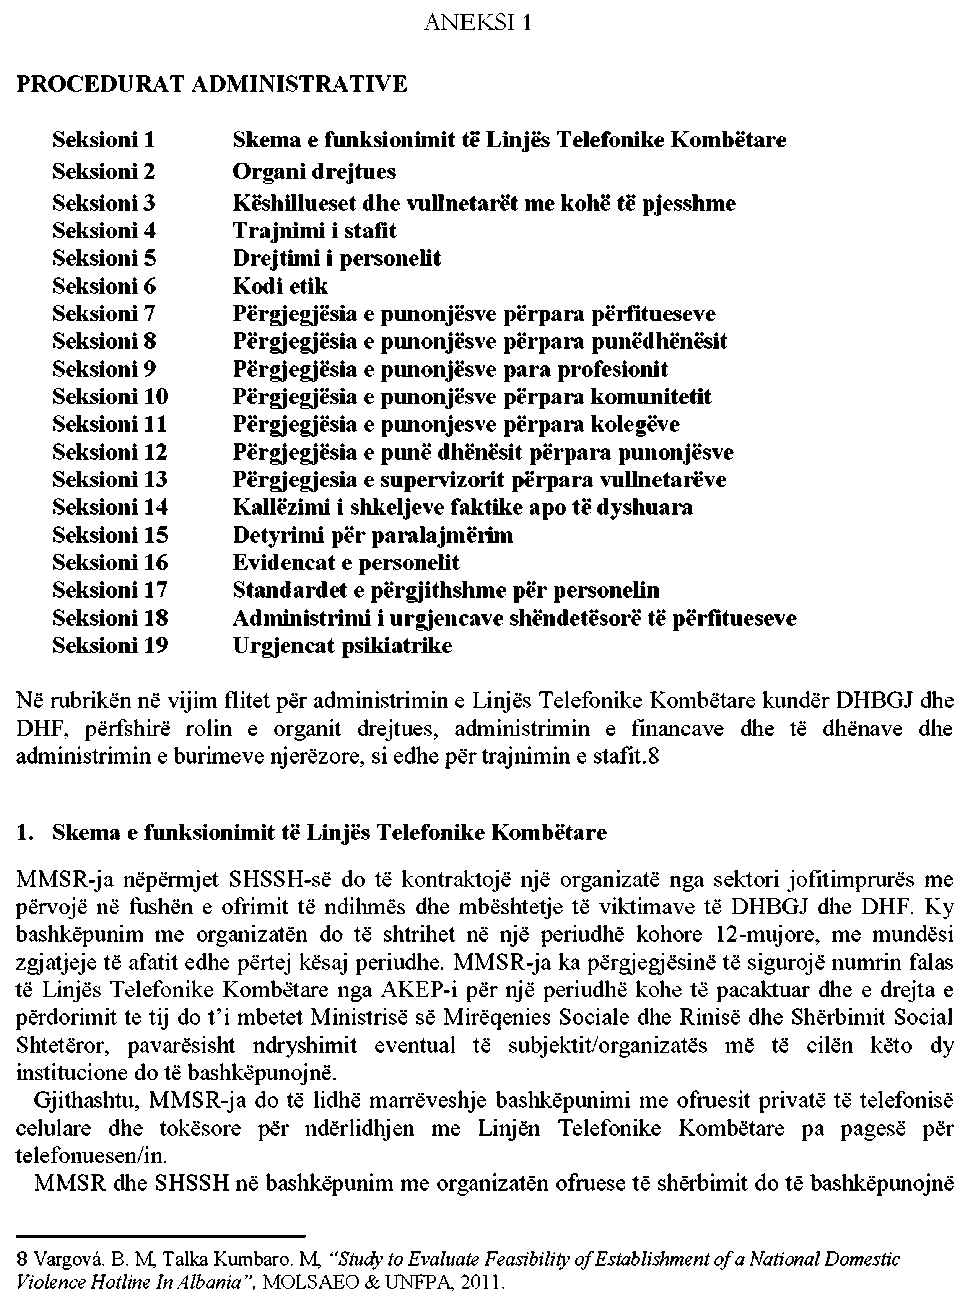 ANEKSI 1
PROCEDURAT ADMINISTRATIVE
Seksioni 1 Skema e funksionimit të Linjës Telefonike Kombëtare
Seksioni 2 Organi drejtues
Seksioni 3 Këshillueset dhe vullnetarët me kohë të pjesshme
Seksioni 4 Trajnimi i stafit
Seksioni 5 Drejtimi i personelit
Seksioni 6 Kodi etik
Seksioni 7 Përgjegjësia e punonjësve përpara përfitueseve
Seksioni 8 Përgjegjësia e punonjësve përpara punëdhënësit
Seksioni 9 Përgjegjësia e punonjësve para profesionit
Seksioni 10 Përgjegjësia e punonjësve përpara komunitetit
Seksioni 11 Përgjegjësia e punonjesve përpara kolegëve
Seksioni 12 Përgjegjësia e punë dhënësit përpara punonjësve
Seksioni 13 Përgjegjesia e supervizorit përpara vullnetarëve
Seksioni 14 Kallëzimi i shkeljeve faktike apo të dyshuara
Seksioni 15 Detyrimi për paralajmërim
Seksioni 16 Evidencat e personelit
Seksioni 17 Standardet e përgjithshme për personelin
Seksioni 18 Administrimi i urgjencave shëndetësorë të përfitueseve
Seksioni 19 Urgjencat psikiatrike
Në rubrikën në vijim flitet për administrimin e Linjës Telefonike Kombëtare kundër DHBGJ dhe
DHF, përfshirë rolin e organit drejtues, administrimin e financave dhe të dhënave dhe
administrimin e burimeve njerëzore, si edhe për trajnimin e stafit.8
1. Skema e funksionimit të Linjës Telefonike Kombëtare
MMSR-ja nëpërmjet SHSSH-së do të kontraktojë një organizatë nga sektori jofitimprurës me
përvojë në fushën e ofrimit të ndihmës dhe mbështetje të viktimave të DHBGJ dhe DHF. Ky
bashkëpunim me organizatën do të shtrihet në një periudhë kohore 12-mujore, me mundësi
zgjatjeje të afatit edhe përtej kësaj periudhe. MMSR-ja ka përgjegjësinë të sigurojë numrin falas
të Linjës Telefonike Kombëtare nga AKEP-i për një periudhë kohe të pacaktuar dhe e drejta e
përdorimit te tij do t’i mbetet Ministrisë së Mirëqenies Sociale dhe Rinisë dhe Shërbimit Social
Shtetëror, pavarësisht ndryshimit eventual të subjektit/organizatës më të cilën këto dy
institucione do të bashkëpunojnë.
Gjithashtu, MMSR-ja do të lidhë marrëveshje bashkëpunimi me ofruesit privatë të telefonisë
celulare dhe tokësore për ndërlidhjen me Linjën Telefonike Kombëtare pa pagesë për
telefonuesen/in.
MMSR dhe SHSSH në bashkëpunim me organizatën ofruese të shërbimit do të bashkëpunojnë
8 Vargová. B. M, Talka Kumbaro. M, “Study to Evaluate Feasibility of Establishment of a National Domestic
Violence Hotline In Albania”, MOLSAEO & UNFPA, 2011.